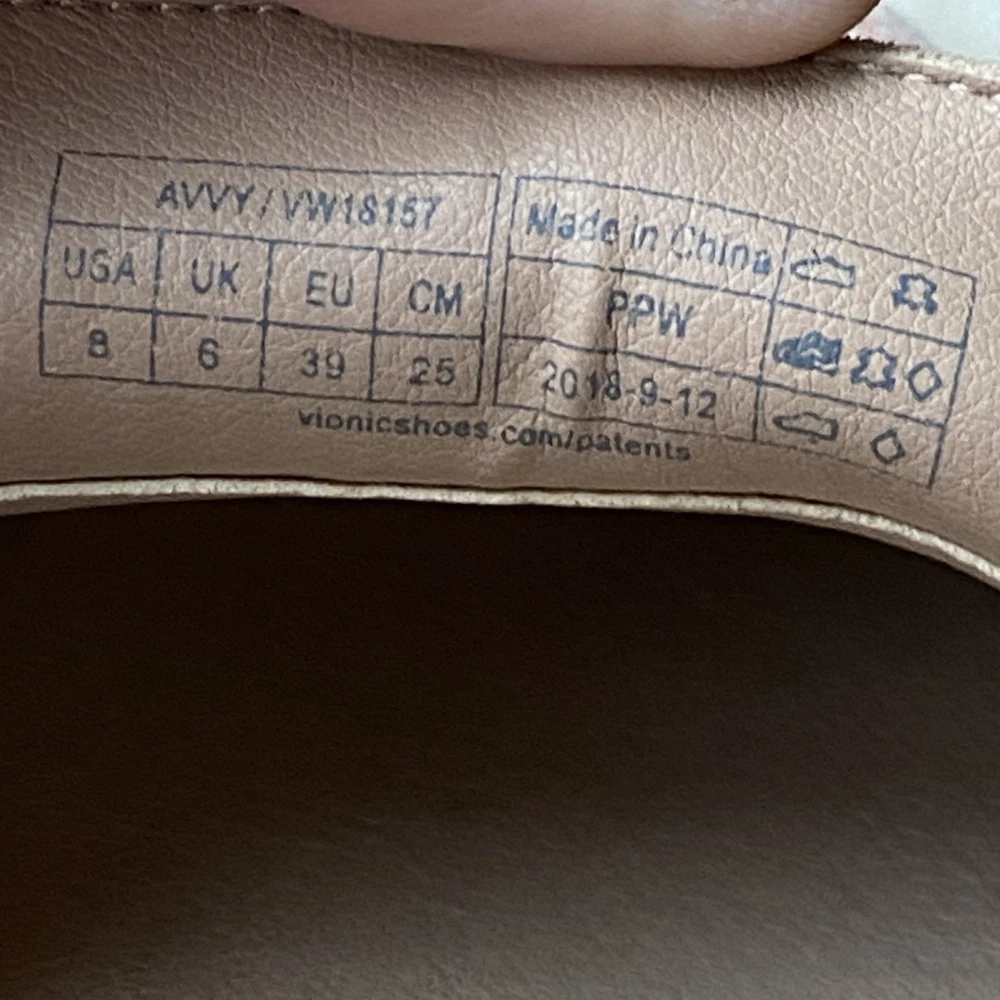 AVVY / VW18157
USA UK EU CM
8 6 39 25
Made in China
PPW
2018-9-12
vionicshoes.com/patents